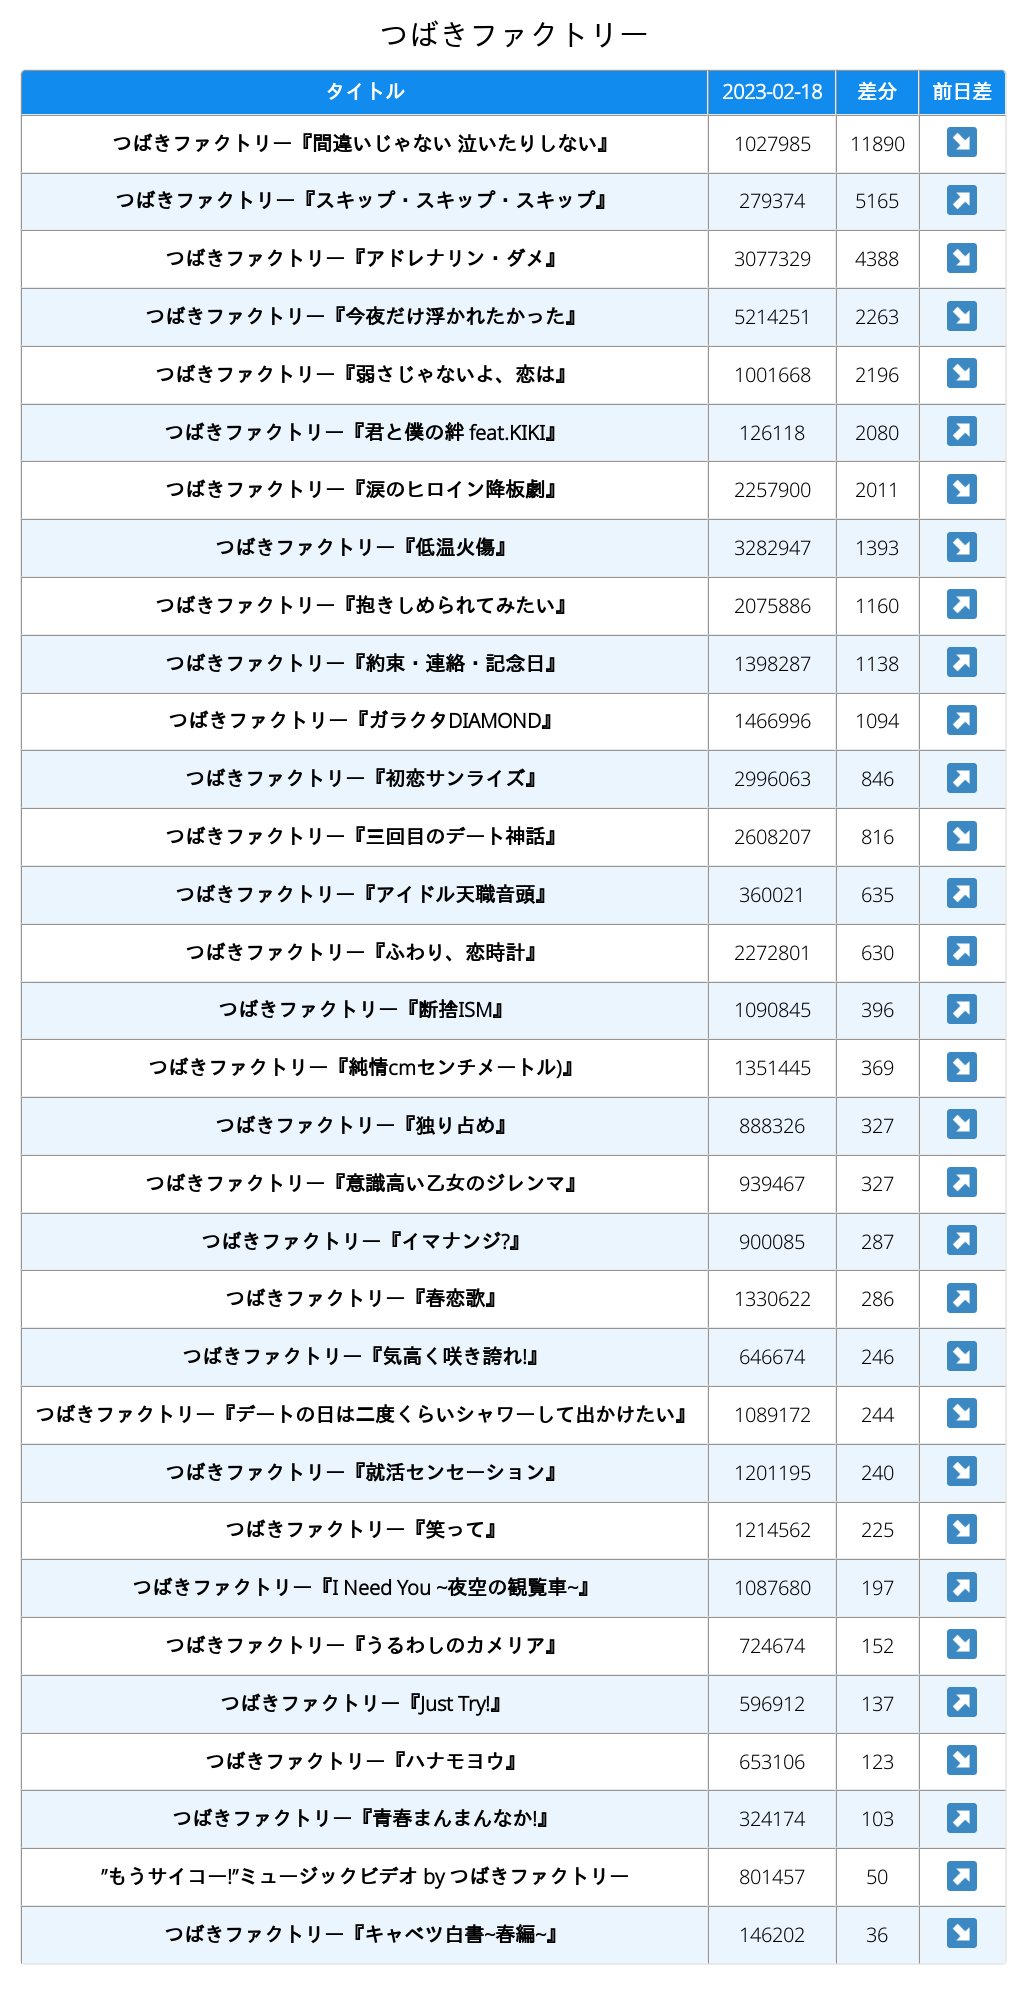 つばきファクトリー
タイトル 2023-02-18 差分 前日差
つばきファクトリー『間違いじゃない 泣いたりしない』 1027985 11890 ↘
つばきファクトリー『スキップ・スキップ・スキップ』 279374 5165 ↗
つばきファクトリー『アドレナリン・ダメ』 3077329 4388 ↘
つばきファクトリー『今夜だけ浮かれたかった』 5214251 2263 ↘
つばきファクトリー『弱さじゃないよ、恋は』 1001668 2196 ↘
つばきファクトリー『君と僕の絆 feat.KIKI』 126118 2080 ↗
つばきファクトリー『涙のヒロイン降板劇』 2257900 2011 ↘
つばきファクトリー『低温火傷』 3282947 1393 ↘
つばきファクトリー『抱きしめられてみたい』 2075886 1160 ↗
つばきファクトリー『約束・連絡・記念日』 1398287 1138 ↗
つばきファクトリー『ガラクタDIAMOND』 1466996 1094 ↗
つばきファクトリー『初恋サンライズ』 2996063 846 ↗
つばきファクトリー『三回目のデート神話』 2608207 816 ↘
つばきファクトリー『アイドル天職音頭』 360021 635 ↗
つばきファクトリー『ふわり、恋時計』 2272801 630 ↗
つばきファクトリー『断捨ISM』 1090845 396 ↗
つばきファクトリー『純情cmセンチメートル)』 1351445 369 ↘
つばきファクトリー『独り占め』 888326 327 ↘
つばきファクトリー『意識高い乙女のジレンマ』 939467 327 ↗
つばきファクトリー『イマナンジ?』 900085 287 ↗
つばきファクトリー『春恋歌』 1330622 286 ↗
つばきファクトリー『気高く咲き誇れ!』 646674 246 ↘
つばきファクトリー『デートの日は二度くらいシャワーして出かけたい』 1089172 244 ↘
つばきファクトリー『就活センセーション』 1201195 240 ↘
つばきファクトリー『笑って』 1214562 225 ↘
つばきファクトリー『I Need You ~夜空の観覧車~』 1087680 197 ↗
つばきファクトリー『うるわしのカメリア』 724674 152 ↘
つばきファクトリー『Just Try!』 596912 137 ↗
つばきファクトリー『ハナモヨウ』 653106 123 ↘
つばきファクトリー『青春まんまんなか!』 324174 103 ↗
”もうサイコー!”ミュージックビデオ by つばきファクトリー 801457 50 ↗
つばきファクトリー『キャベツ白書~春編~』 146202 36 ↘